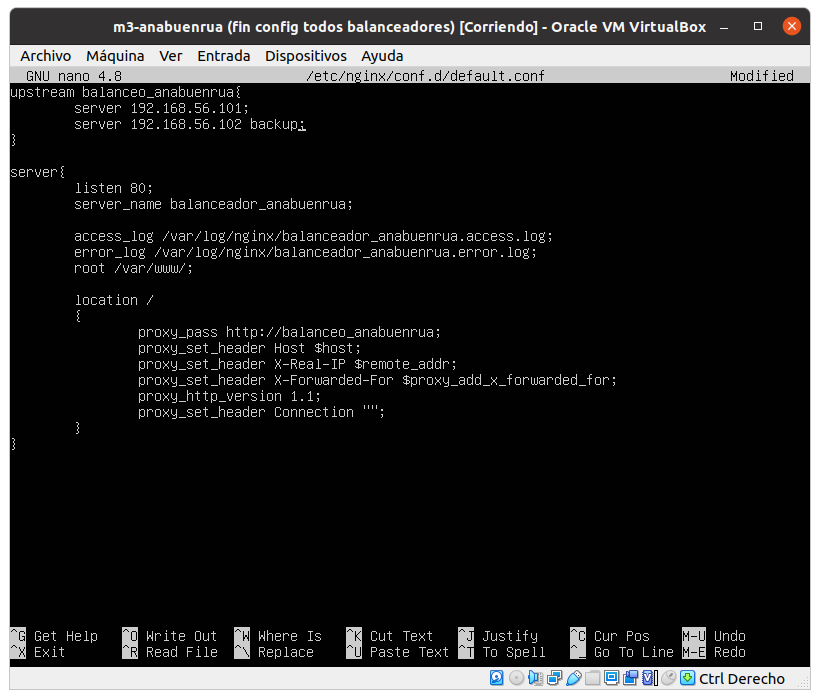 m3-anabuenrua (fin config todos balanceadores) [Corriendo] - Oracle VM VirtualBox
Archivo Máquina Ver Entrada Dispositivos Ayuda
GNU nano 4.8 /etc/nginx/conf.d/default.conf Modified
upstream balanceo_anabuenrua{
        server 192.168.56.101;
        server 192.168.56.102 backup;
}
server{
        listen 80;
        server_name balanceador_anabuenrua;
        access_log /var/log/nginx/balanceador_anabuenrua.access.log;
        error_log /var/log/nginx/balanceador_anabuenrua.error.log;
        root /var/www/;
        location /
        {
                proxy_pass http://balanceo_anabuenrua;
                proxy_set_header Host $host;
                proxy_set_header X-Real-IP $remote_addr;
                proxy_set_header X-Forwarded-For $proxy_add_x_forwarded_for;
                proxy_http_version 1.1;
                proxy_set_header Connection "";
        }
}
^G Get Help ^O Write Out ^W Where Is ^K Cut Text ^J Justify ^C Cur Pos M-U Undo
^X Exit ^R Read File ^\ Replace ^U Paste Text ^T To Spell ^_ Go To Line M-E Redo
Ctrl Derecho